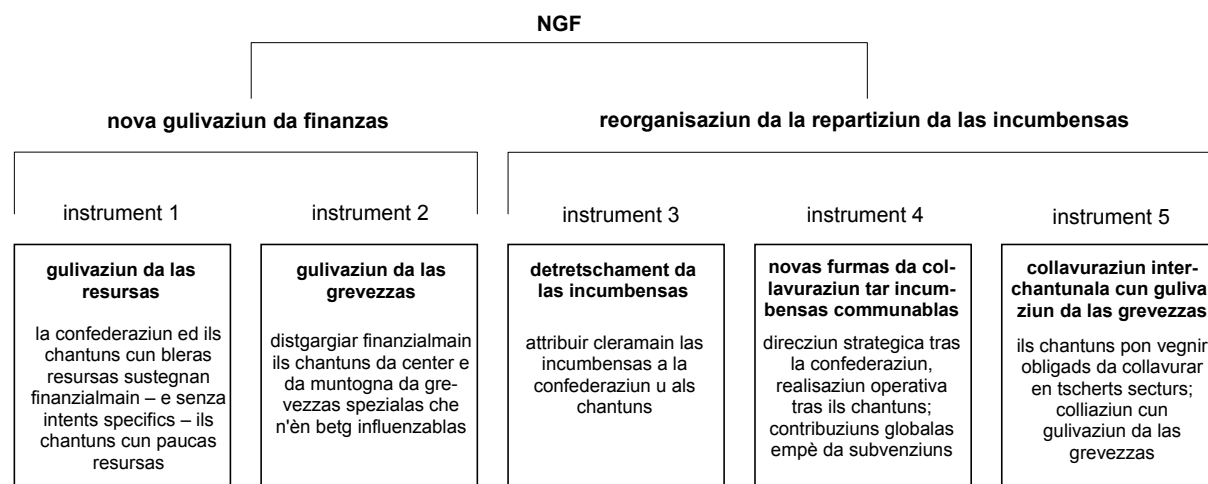 NGF
nova gulivaziun da finanzas
reorganisaziun da la repartiziun da las incumbensas
instrument 1
instrument 2
instrument 3
instrument 4
instrument 5
gulivaziun da las
resursas
la confederaziun ed ils
chantuns cun bleras
resursas sustegnan
finanzialmain – e senza
intents specifics – ils
chantuns cun paucas
resursas
gulivaziun da las
grevezzas
distgargiar finanzialmain
ils chantuns da center e
da muntogna da gre-
vezzas spezialas che
n'èn betg influenzablas
detretschament da
las incumbensas
attribuir cleramain las
incumbensas a la
confederaziun u als
chantuns
novas furmas da col-
lavuraziun tar incum-
bensas communablas
direcziun strategica tras
la confederaziun,
realisaziun operativa
tras ils chantuns;
contribuziuns globalas
empè da subvenziuns
collavuraziun inter-
chantunala cun guliva
ziun da las grevezzas
ils chantuns pon vegnir
obligads da collavurar
en tscherts secturs;
colliaziun cun
gulivaziun da las
grevezzas